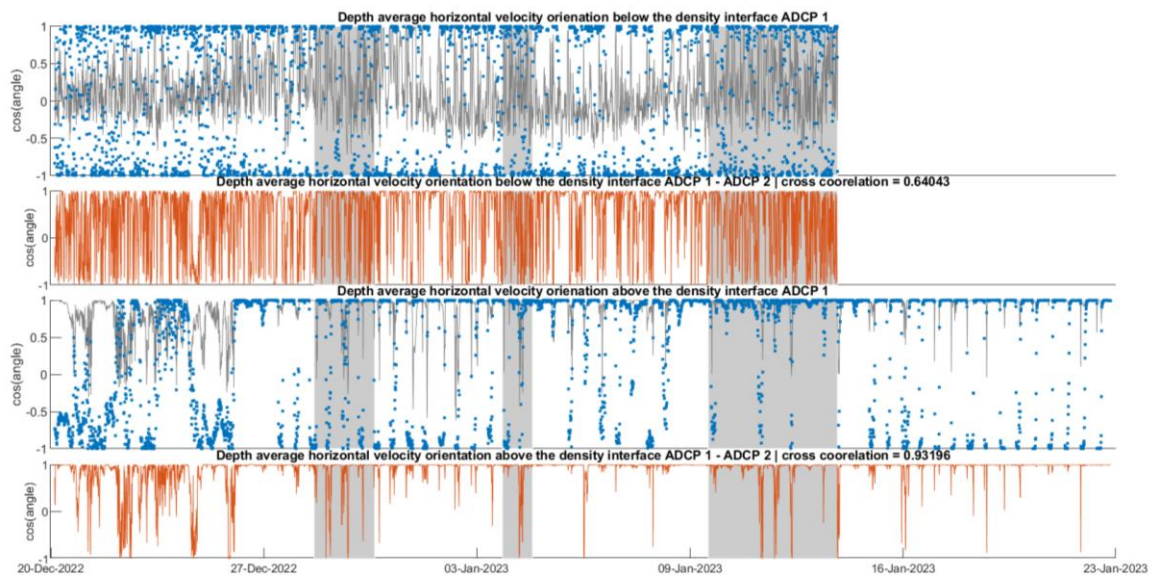 Depth average horizontal velocity orienation below the density interface ADCP 1
1
0.5
0
-0.5
-1
cos(angle)
Depth average horizontal velocity orientation below the density interface ADCP 1 - ADCP 2 | cross coorelation = 0.64043
1
0
-1
cos(angle)
Depth average horizontal velocity orienation above the density interface ADCP 1
1
0.5
0
-0.5
-1
cos(angle)
Depth average horizontal velocity orientation above the density interface ADCP 1 - ADCP 2 | cross coorelation = 0.93196
1
0
-1
cos(angle)
20-Dec-2022 27-Dec-2022 03-Jan-2023 09-Jan-2023 16-Jan-2023 23-Jan-2023